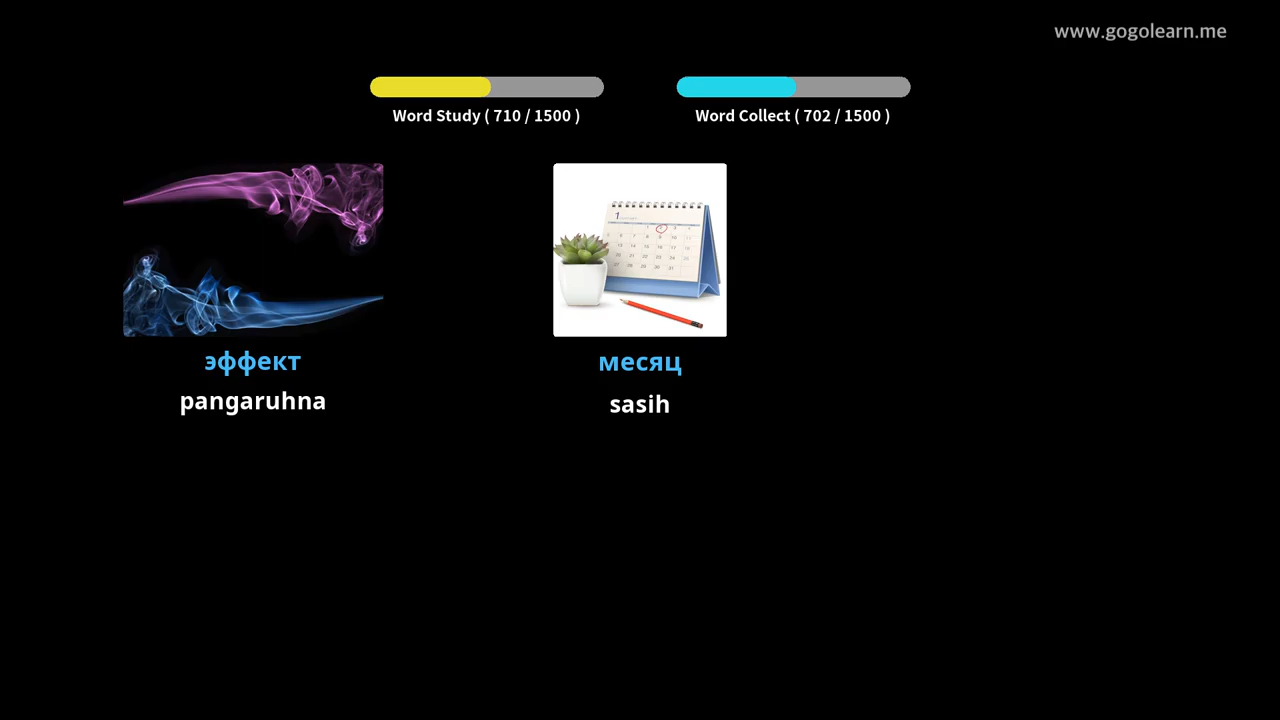 www.gogolearn.me
Word Study ( 710 / 1500 )
Word Collect ( 702 / 1500 )
эффект
месяц
pangaruhna
sasih